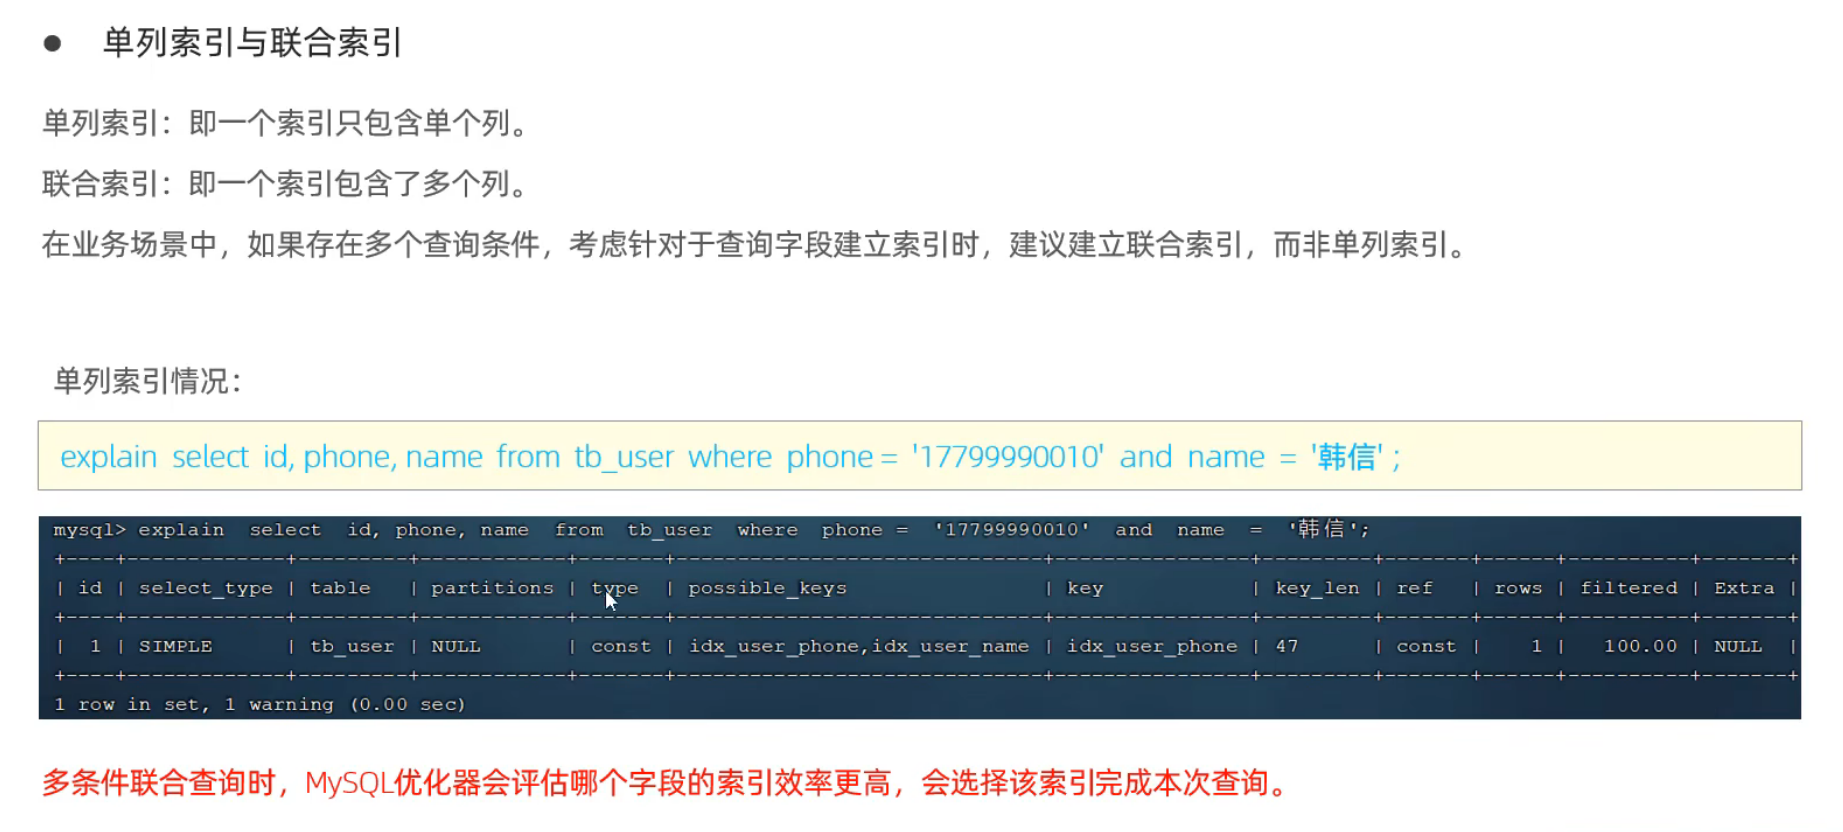 ● 单列索引与联合索引
单列索引：即一个索引只包含单个列。
联合索引：即一个索引包含了多个列。
在业务场景中，如果存在多个查询条件，考虑针对于查询字段建立索引时，建议建立联合索引，而非单列索引。
单列索引情况：
explain select id, phone, name from tb_user where phone = '17799990010' and name = '韩信' ;
mysql> explain select id, phone, name from tb_user where phone = '17799990010' and name = '韩信';
+----+-------------+---------+------------+-------+------------------------------+----------------+---------+-------+------+----------+-------+
| id | select_type | table | partitions | type | possible_keys | key | key_len | ref | rows | filtered | Extra |
+----+-------------+---------+------------+-------+------------------------------+----------------+---------+-------+------+----------+-------+
| 1 | SIMPLE | tb_user | NULL | const | idx_user_phone,idx_user_name | idx_user_phone | 47 | const | 1 | 100.00 | NULL |
+----+-------------+---------+------------+-------+------------------------------+----------------+---------+-------+------+----------+-------+
1 row in set, 1 warning (0.00 sec)
多条件联合查询时，MySQL优化器会评估哪个字段的索引效率更高，会选择该索引完成本次查询。